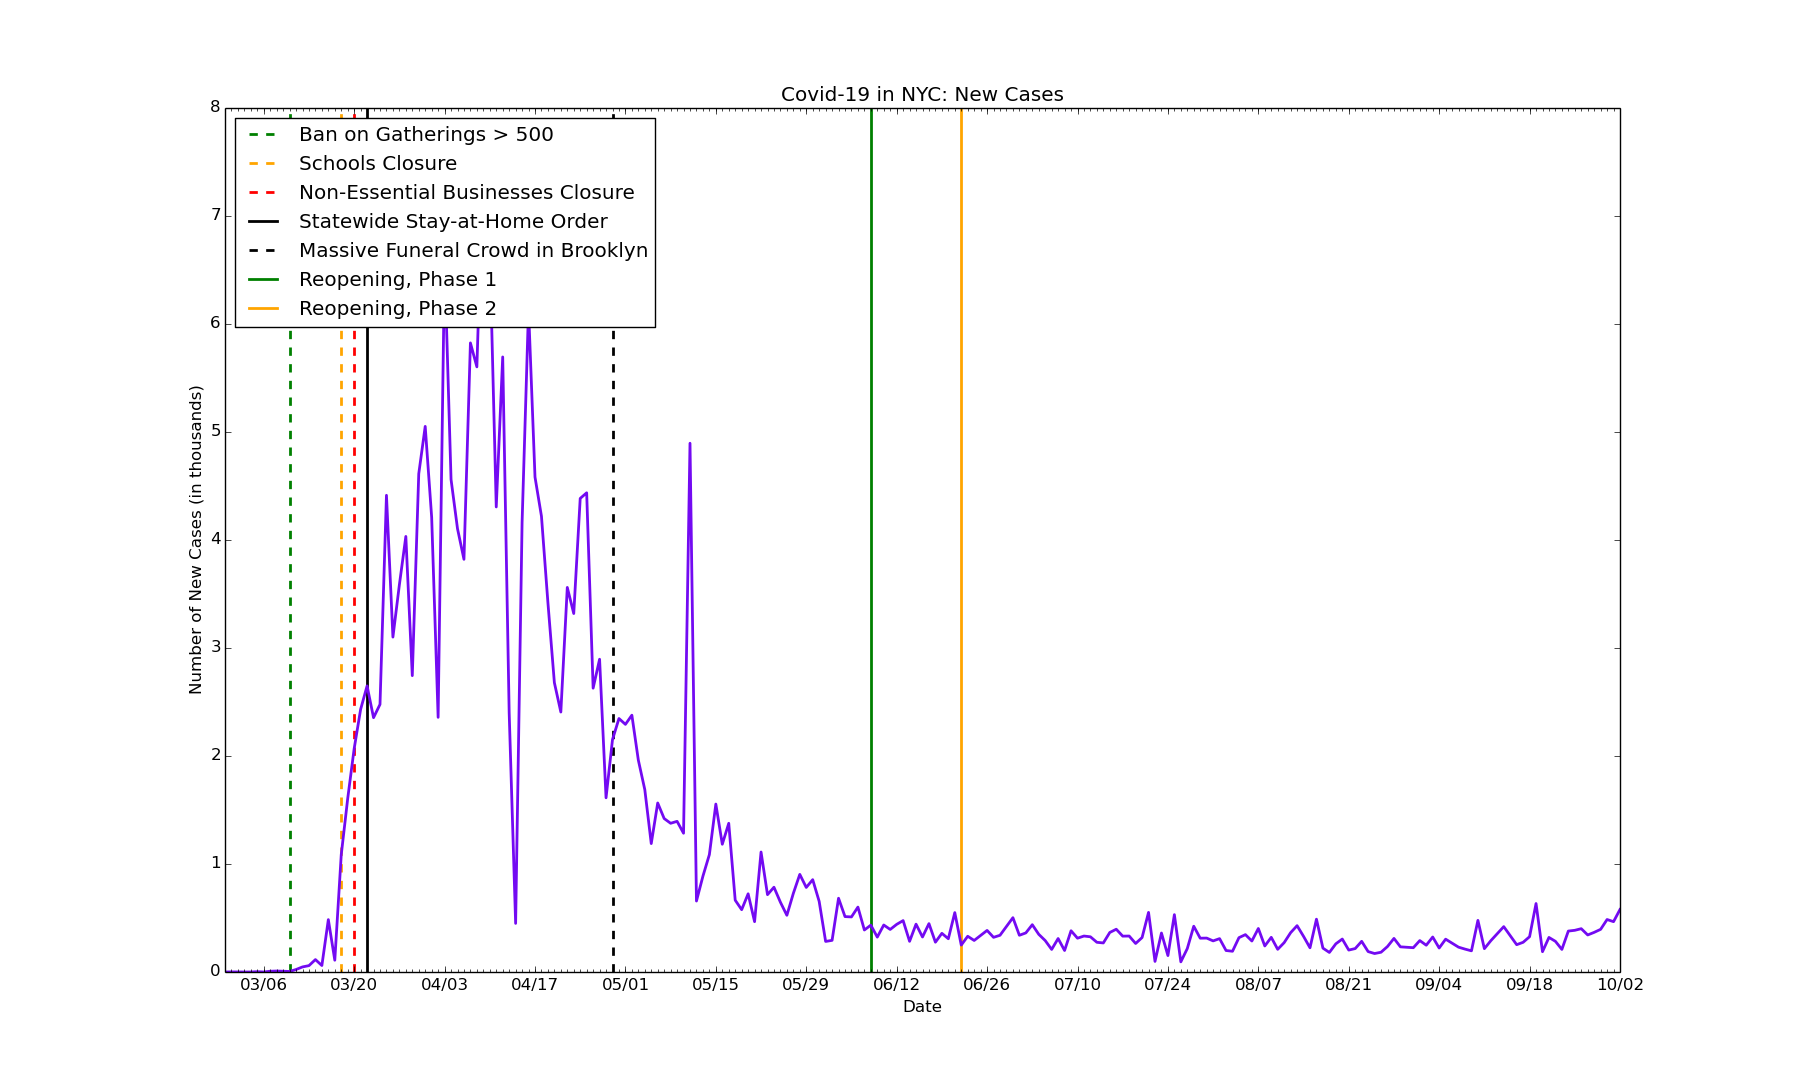 Covid-19 in NYC: New Cases
8
7
6
5
4
3
2
1
0
Number of New Cases (in thousands)
Ban on Gatherings > 500
Schools Closure
Non-Essential Businesses Closure
Statewide Stay-at-Home Order
Massive Funeral Crowd in Brooklyn
Reopening, Phase 1
Reopening, Phase 2
03/06 03/20 04/03 04/17 05/01 05/15 05/29 06/12 06/26 07/10 07/24 08/07 08/21 09/04 09/18 10/02
Date